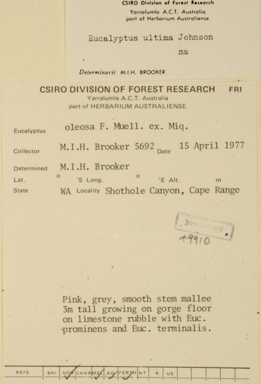 CSIRO Division of Forest Research
Yarralumla A.C.T. Australia
part of Herbarium Australiense
Eucalyptus ultima Johnson
ms
Determinavit M.I.H. BROOKER
CSIRO DIVISION OF FOREST RESEARCH FRI
Yarralumla A.C.T. Australia
part of HERBARIUM AUSTRALIENSE
Eucalyptus oleosa F. Muell. ex. Miq.
Collector M.I.H. Brooker 5692 Date 15 April 1977
Determined M.I.H. Brooker
Lat. ° 'S Long. ° 'E Alt. m
State WA Locality Shothole Canyon, Cape Range
49910
Pink, grey, smooth stem mallee
3m tall growing on gorge floor
on limestone rubble with Euc.
prominens and Euc. terminalis.